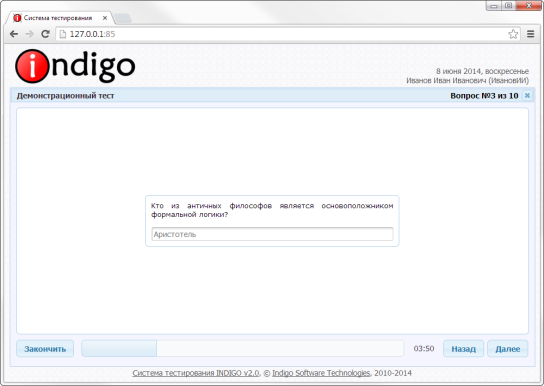 Система тестирования
127.0.0.1:85
indigo
8 июня 2014, воскресенье
Иванов Иван Иванович (ИвановИИ)
Демонстрационный тест
Вопрос №3 из 10
Кто из античных философов является основоположником
формальной логики?
Аристотель
Закончить
03:50
Назад
Далее
Система тестирования INDIGO v2.0, © Indigo Software Technologies, 2010-2014